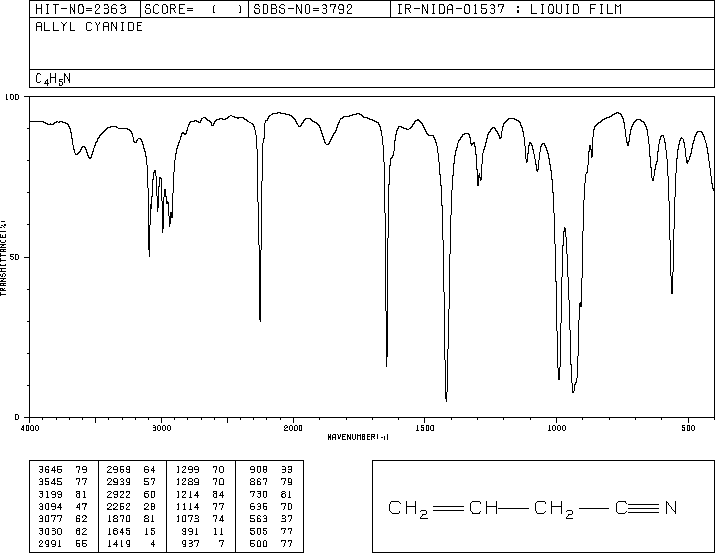 HIT-NO=2363 SCORE= ( ) SDBS-NO=3792 IR-NIDA-01537 : LIQUID FILM
ALLYL CYANIDE
C4H5N
100
50
0
TRANSMITTANCE(%)
4000 3000 2000 1500 1000 500
WAVENUMBER(-1)
3645 79 2959 64 1299 70 908 33
3545 77 2939 57 1289 70 867 79
3199 81 2922 60 1214 84 730 81
3094 47 2252 28 1114 77 635 70
3077 62 1870 81 1073 74 563 37
3030 62 1645 15 991 11 505 77
2991 55 1419 4 937 7 500 77
CH2 CH CH2 C N